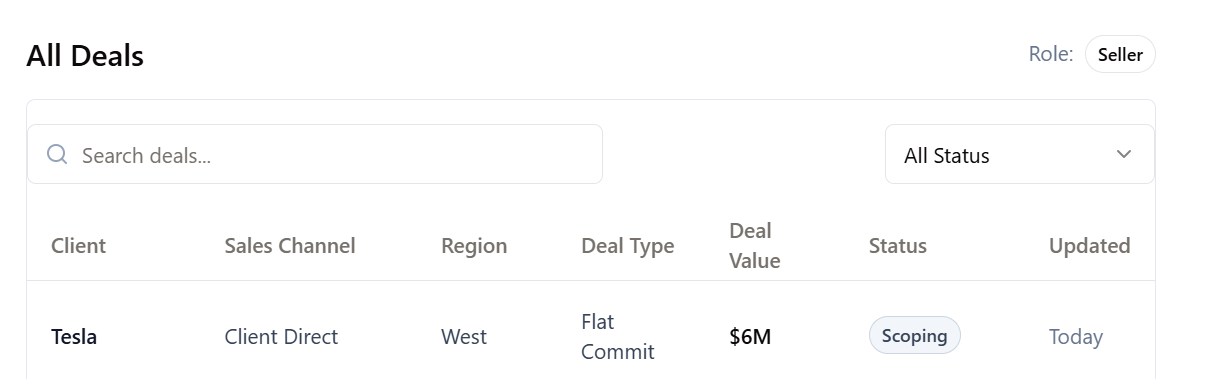 All Deals
Role: Seller
Search deals...
All Status
Client Sales Channel Region Deal Type Deal Value Status Updated
Tesla Client Direct West Flat Commit $6M Scoping Today